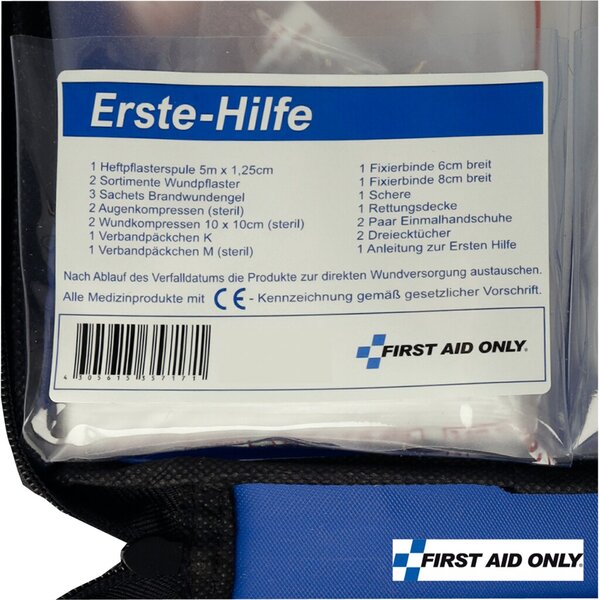 Erste-Hilfe
1 Heftpflasterspule 5m x 1,25cm
2 Sortimente Wundpflaster
3 Sachets Brandwundengel
2 Augenkompressen (steril)
2 Wundkompressen 10 x 10cm (steril)
1 Verbandpäckchen K
1 Verbandpäckchen M (steril)
1 Fixierbinde 6cm breit
1 Fixierbinde 8cm breit
1 Schere
1 Rettungsdecke
2 Paar Einmalhandschuhe
2 Dreiecktücher
1 Anleitung zur Ersten Hilfe
Nach Ablauf des Verfalldatums die Produkte zur direkten Wundversorgung austauschen.
Alle Medizinprodukte mit CE - Kennzeichnung gemäß gesetzlicher Vorschrift.
4 305615 357171
FIRST AID ONLY®
FIRST AID ONLY®